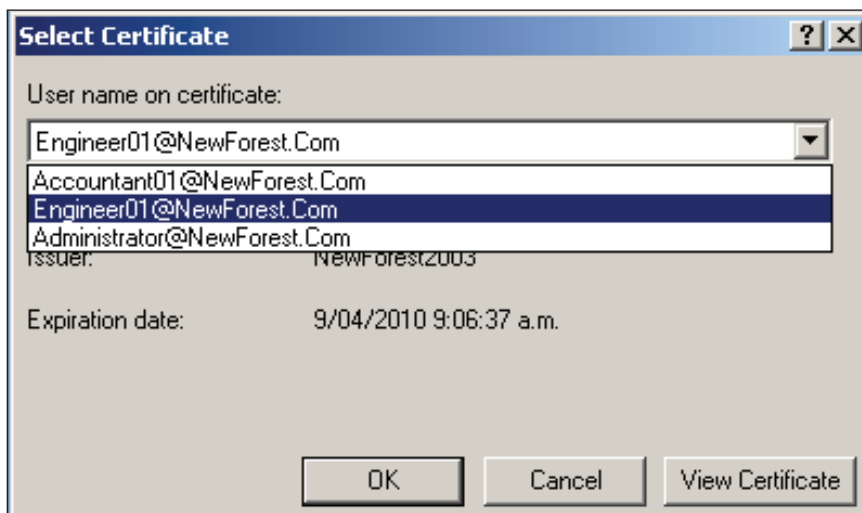 Select Certificate
User name on certificate:
Engineer01@NewForest.Com
Accountant01@NewForest.Com
Engineer01@NewForest.Com
Administrator@NewForest.Com
Issuer: NewForest2003
Expiration date: 9/04/2010 9:06:37 a.m.
OK Cancel View Certificate